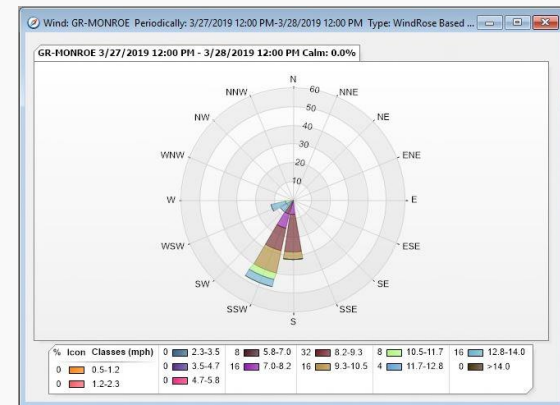 Wind: GR-MONROE Periodically: 3/27/2019 12:00 PM-3/28/2019 12:00 PM Type: WindRose Based ...
GR-MONROE 3/27/2019 12:00 PM - 3/28/2019 12:00 PM Calm: 0.0%
N
NNW 60 NNE
50
NW NE
40
30
WNW ENE
20
10
W E
WSW ESE
SW SE
SSW SSE
S
% Icon Classes (mph) 0 2.3-3.5 8 5.8-7.0 32 8.2-9.3 8 10.5-11.7 16 12.8-14.0
0 0.5-1.2 0 3.5-4.7 16 7.0-8.2 16 9.3-10.5 4 11.7-12.8 0 >14.0
0 1.2-2.3 0 4.7-5.8